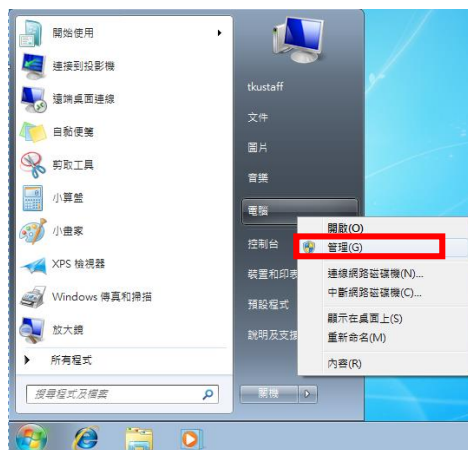 開始使用
連接到投影機
遠端桌面連線
自黏便箋
剪取工具
小算盤
小畫家
XPS 檢視器
Windows 傳真和掃描
放大鏡
所有程式
搜尋程式及檔案
tkustaff
文件
圖片
音樂
電腦
控制台
裝置和印表
預設程式
說明及支援
關機
開啟(O)
管理(G)
連線網路磁碟機(N)...
中斷網路磁碟機(C)...
顯示在桌面上(S)
重新命名(M)
內容(R)